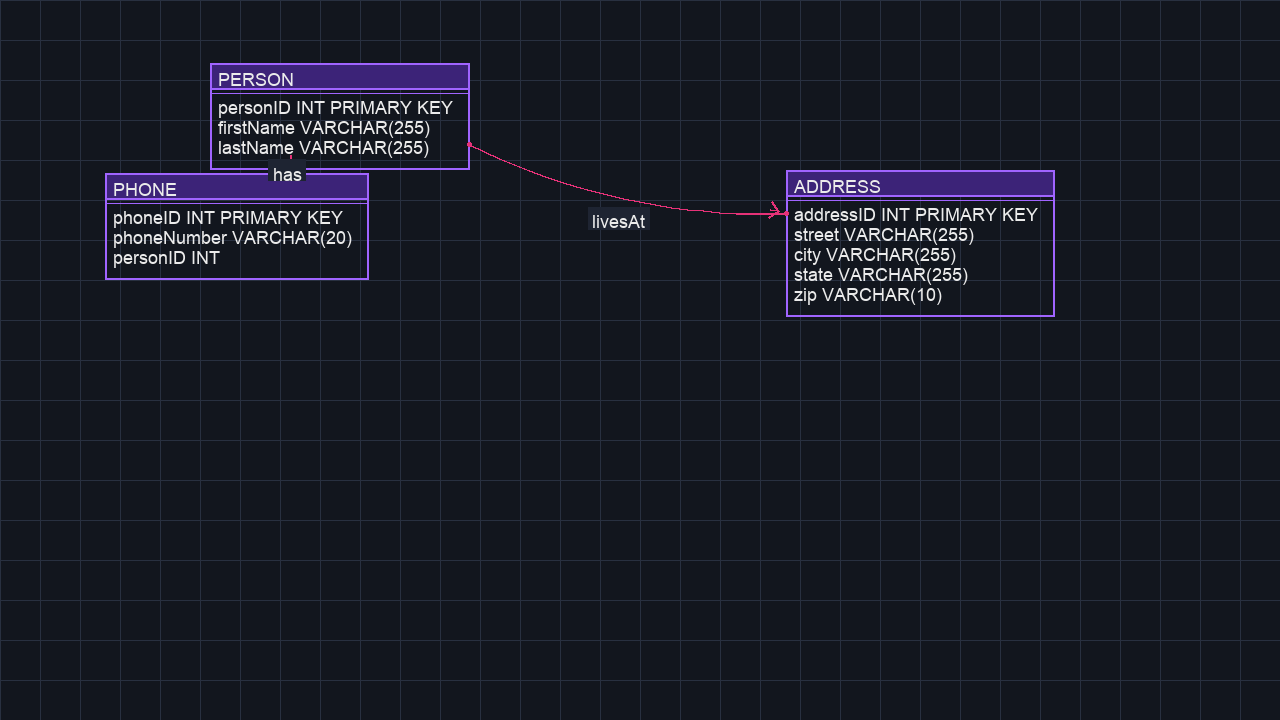 PERSON
personID INT PRIMARY KEY
firstName VARCHAR(255)
lastName VARCHAR(255)
has
PHONE
phoneID INT PRIMARY KEY
phoneNumber VARCHAR(20)
personID INT
livesAt
ADDRESS
addressID INT PRIMARY KEY
street VARCHAR(255)
city VARCHAR(255)
state VARCHAR(255)
zip VARCHAR(10)